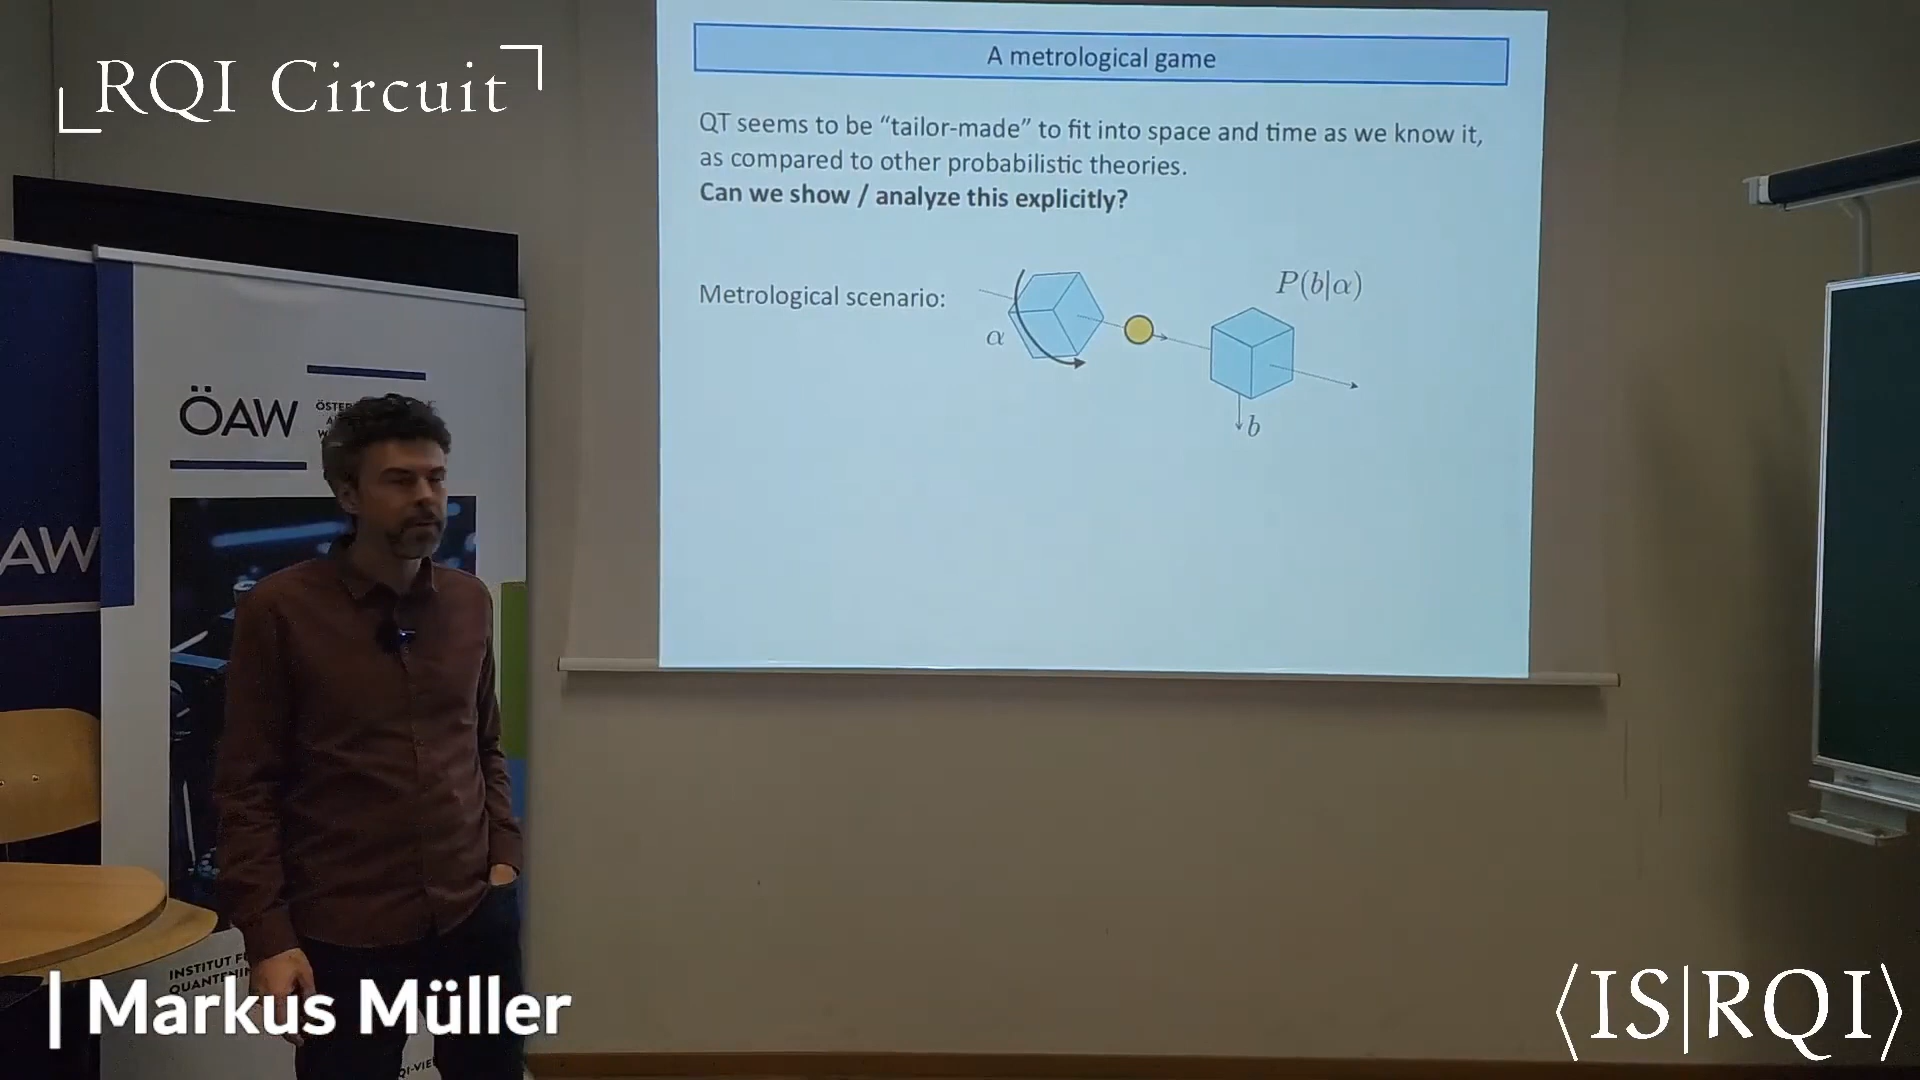 RQI Circuit
A metrological game
QT seems to be “tailor-made” to fit into space and time as we know it,
as compared to other probabilistic theories.
Can we show / analyze this explicitly?
Metrological scenario:
α
P(b|α)
b
ÖAW
AW
INSTITUT
QUANTE
Markus Müller
⟨IS|RQI⟩